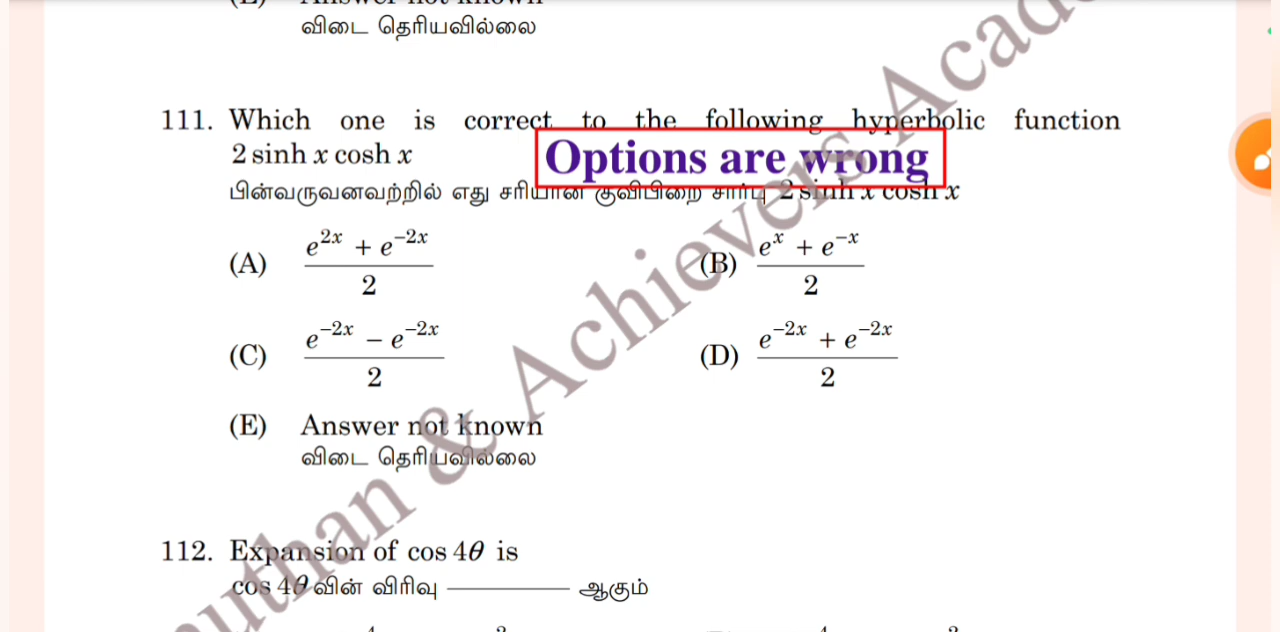 விடை தெரியவில்லை
111. Which one is correct to the following hyperbolic function
2 sinh x cosh x
Options are wrong
பின்வருவனவற்றில் எது சரியான குவிபிறை சார்பு 2 sinh x cosh x
(A) (e^{2x} + e^{-2x})/2 (B) (e^{x} + e^{-x})/2
(C) (e^{-2x} - e^{-2x})/2 (D) (e^{-2x} + e^{-2x})/2
(E) Answer not known
விடை தெரியவில்லை
112. Expansion of cos 4θ is
cos 4θ வின் விரிவு ______ ஆகும்
& Achievers